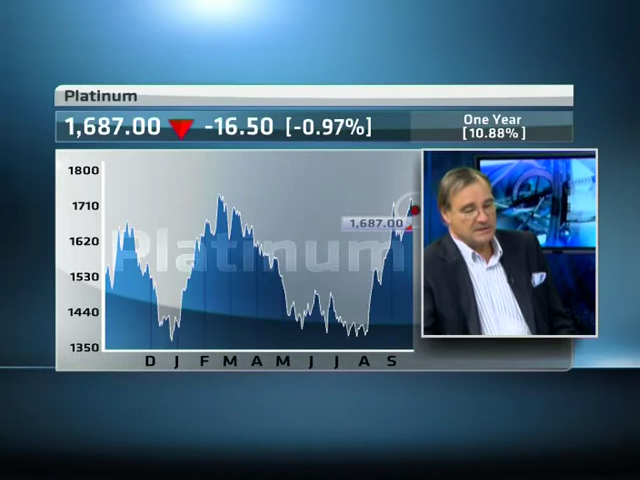 Platinum
1,687.00 -16.50 [-0.97%]
One Year
[10.88%]
1800
1710
1620
1530
1440
1350
Platinum
1,687.00
D J F M A M J J A S